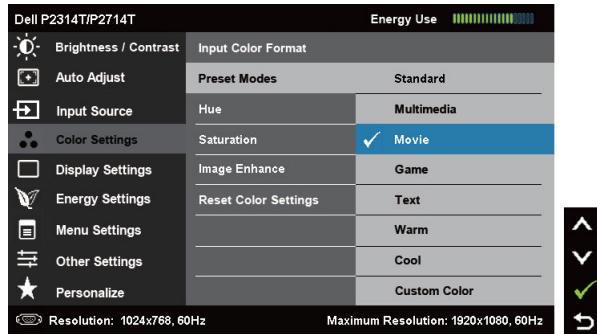 Dell P2314T/P2714T Energy Use
Brightness / Contrast Input Color Format
Auto Adjust Preset Modes Standard
Input Source Hue Multimedia
Color Settings Saturation Movie
Display Settings Image Enhance Game
Energy Settings Reset Color Settings Text
Menu Settings Warm
Other Settings Cool
Personalize Custom Color
Resolution: 1024x768, 60Hz Maximum Resolution: 1920x1080, 60Hz